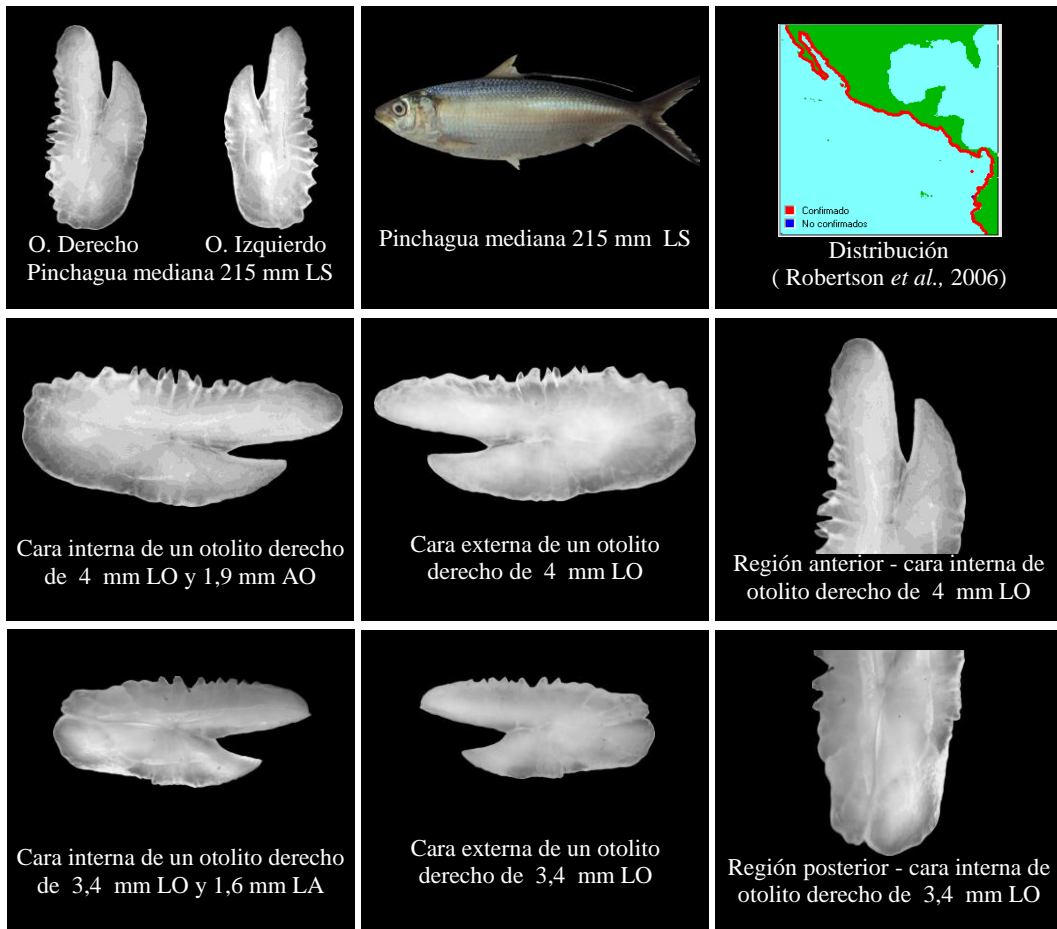 O. Derecho O. Izquierdo
Pinchagua mediana 215 mm LS
Pinchagua mediana 215 mm LS
Confirmado
No confirmados
Distribución
( Robertson et al., 2006)
Cara interna de un otolito derecho
de 4 mm LO y 1,9 mm AO
Cara externa de un otolito
derecho de 4 mm LO
Región anterior - cara interna de
otolito derecho de 4 mm LO
Cara interna de un otolito derecho
de 3,4 mm LO y 1,6 mm LA
Cara externa de un otolito
derecho de 3,4 mm LO
Región posterior - cara interna de
otolito derecho de 3,4 mm LO